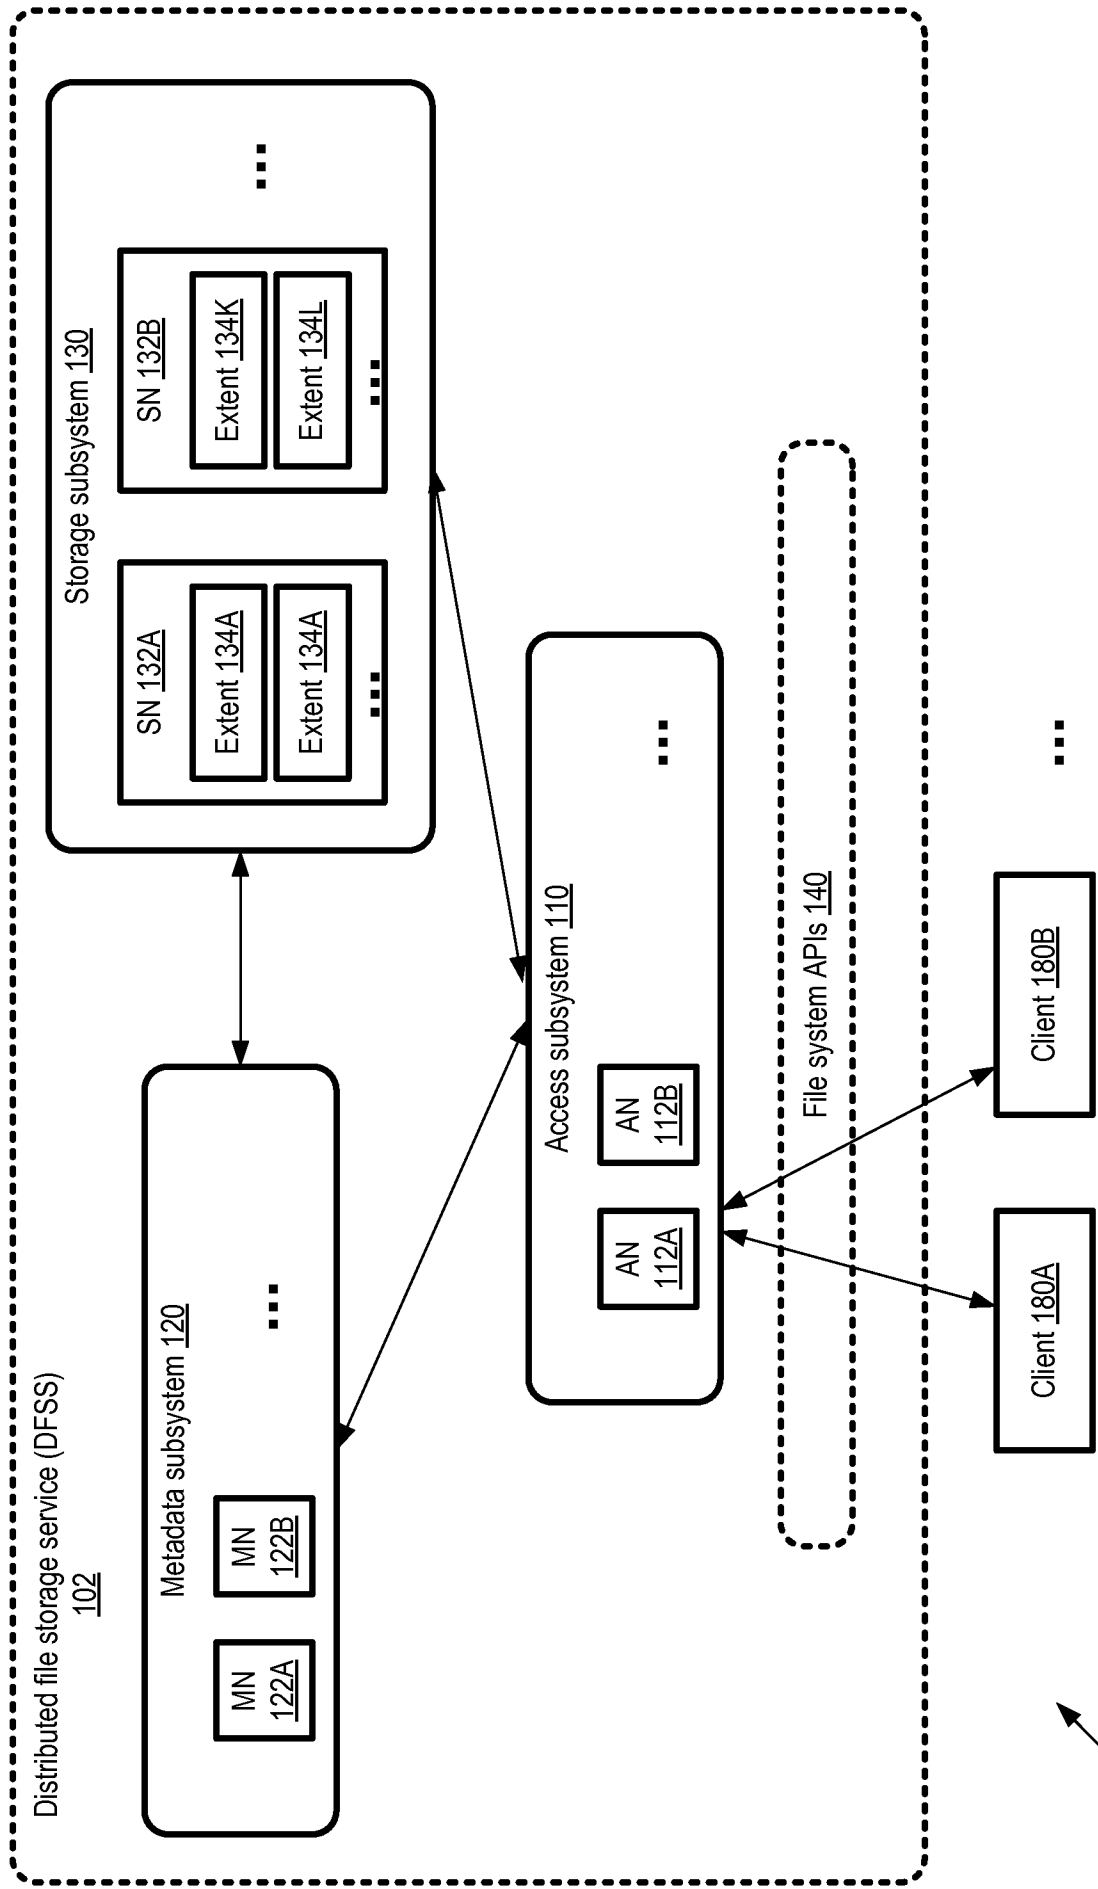 Distributed file storage service (DFSS)
102
Metadata subsystem 120
MN
122A
MN
122B
...
Storage subsystem 130
SN 132A
Extent 134A
Extent 134A
...
SN 132B
Extent 134K
Extent 134L
...
...
Access subsystem 110
AN
112A
AN
112B
...
File system APIs 140
Client 180A
Client 180B
...